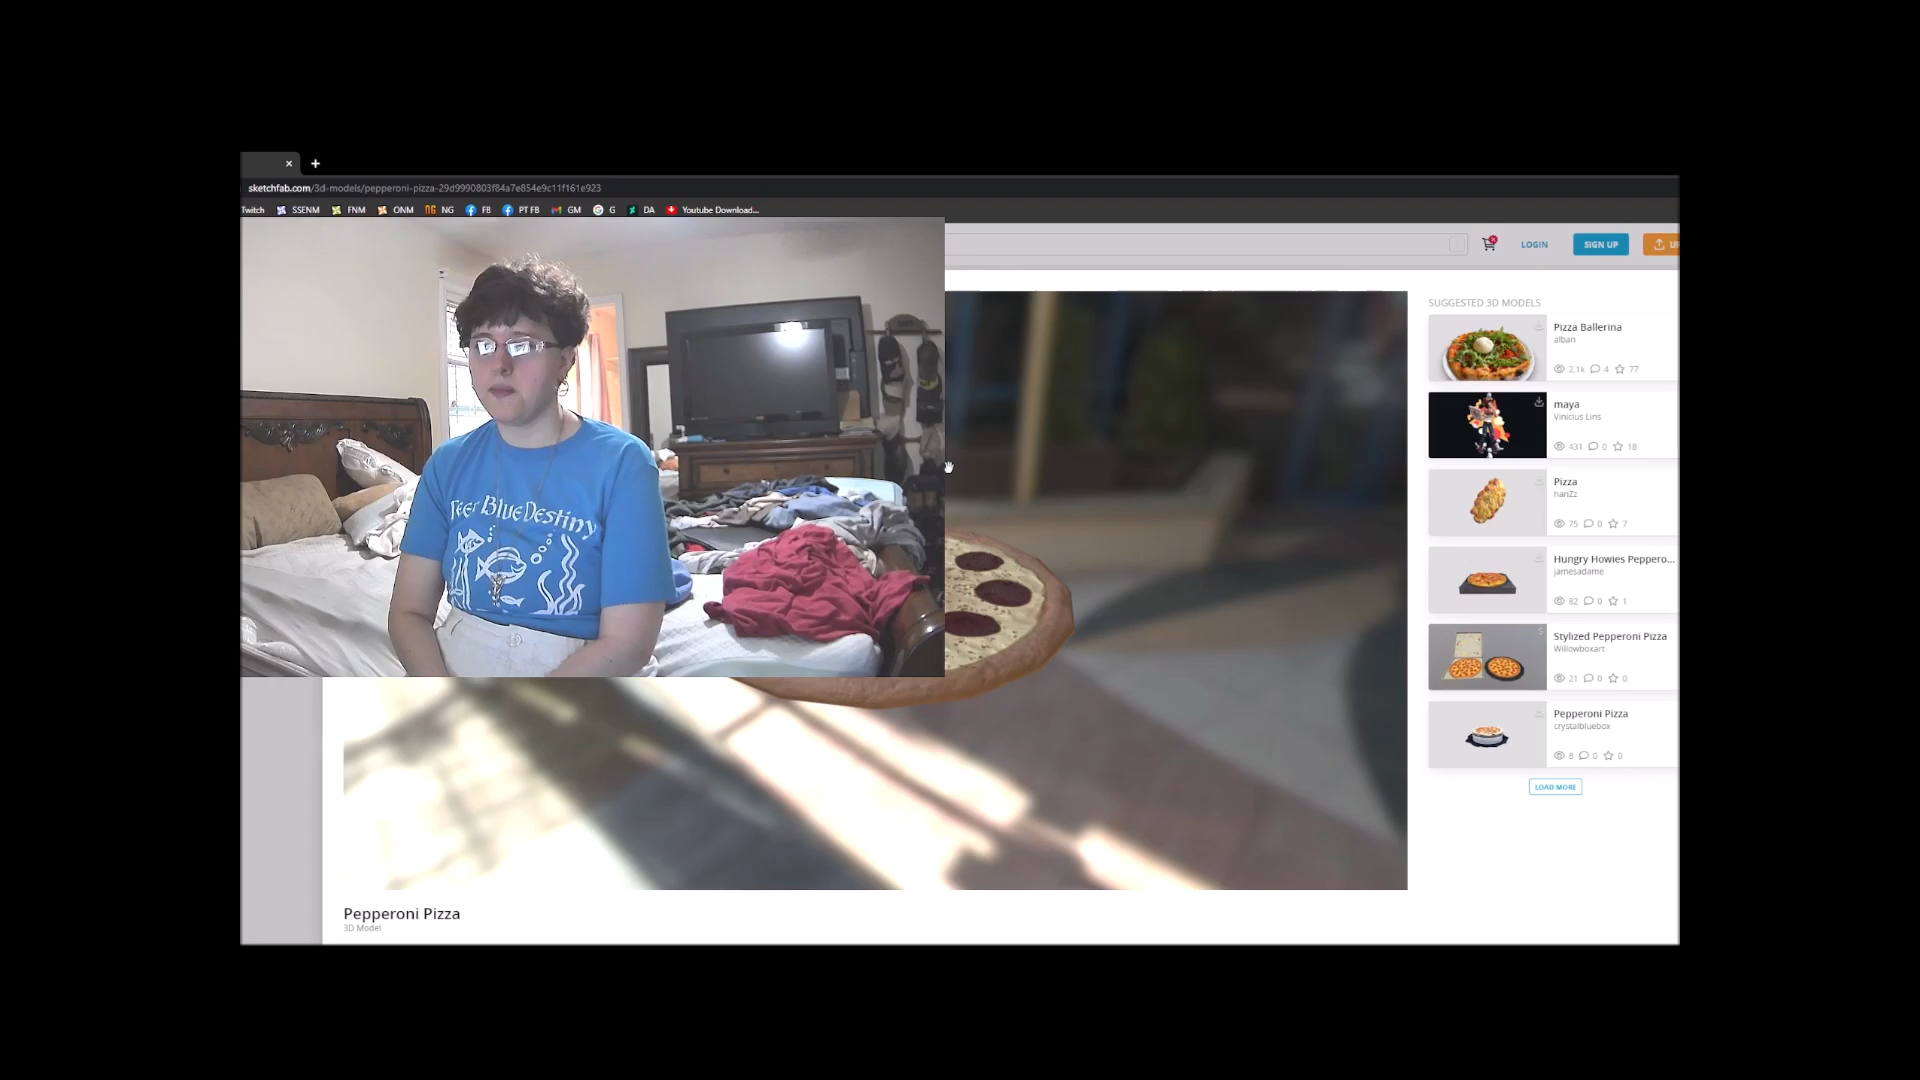 sketchfab.com/3d-models/pepperoni-pizza-29d9990803f84a7e854e9c11f161e923
Twitch SSENM FNM ONM NG NG FB PT FB GM G G DA Youtube Download...
LOGIN SIGN UP UP
SUGGESTED 3D MODELS
Pizza Ballerina
alban
2.1k 4 77
maya
Vinicius Lins
431 0 18
Pizza
hanZz
75 0 7
Hungry Howies Peppero...
jamesadame
82 0 1
Stylized Pepperoni Pizza
Willowboxart
21 0 0
Pepperoni Pizza
crystalbluebox
8 0 0
LOAD MORE
Teer Blue Destiny
Pepperoni Pizza
3D Model